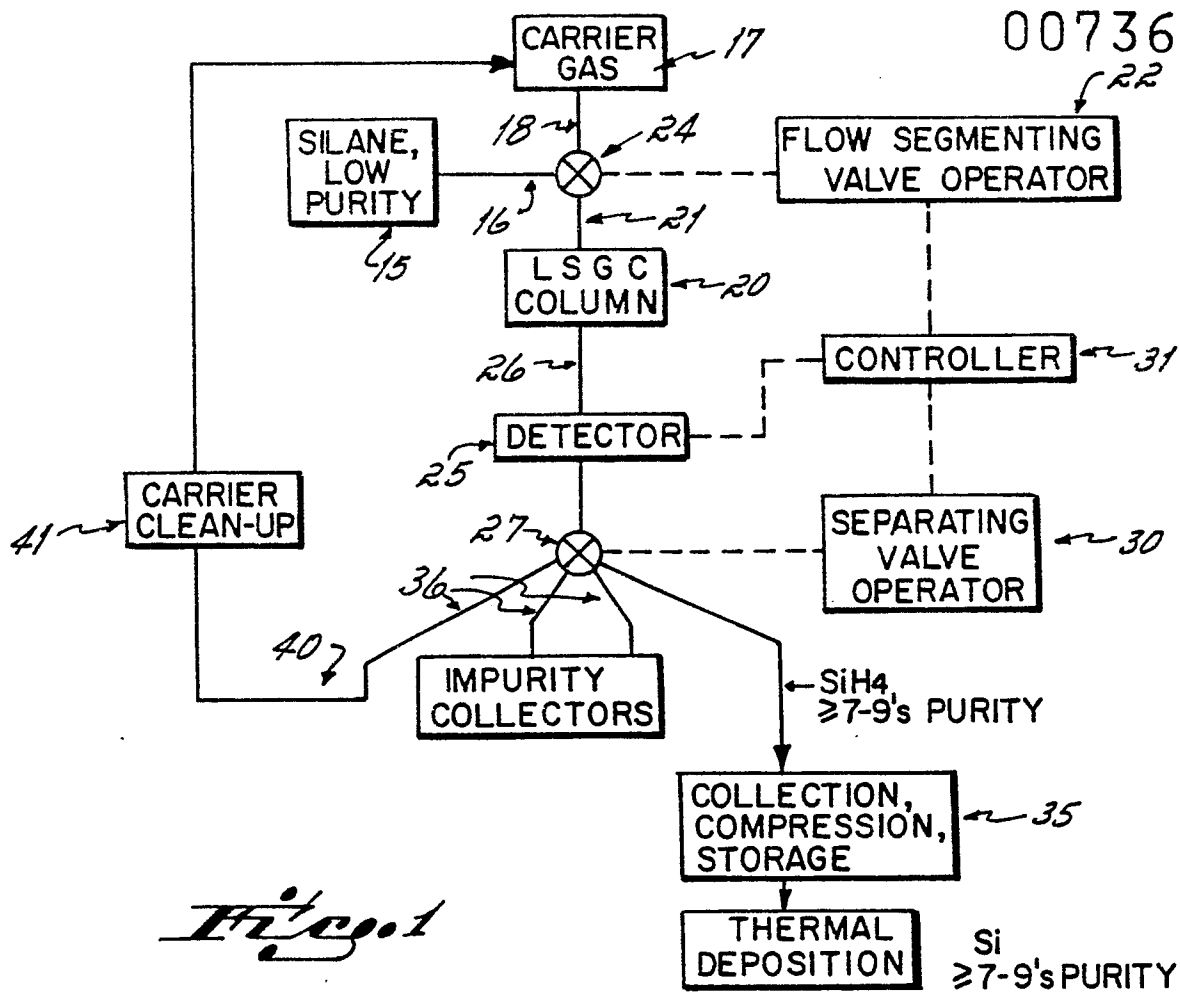 00736
CARRIER
GAS
17
22
18
24
SILANE,
LOW
PURITY
FLOW SEGMENTING
VALVE OPERATOR
16
21
15
LSGC
COLUMN
20
26
CONTROLLER
31
DETECTOR
25
CARRIER
CLEAN-UP
41
27
SEPARATING
VALVE
OPERATOR
30
36
40
IMPURITY
COLLECTORS
SiH4
≥7-9's PURITY
COLLECTION,
COMPRESSION,
STORAGE
35
Fig. 1
THERMAL
DEPOSITION
Si
≥7-9's PURITY